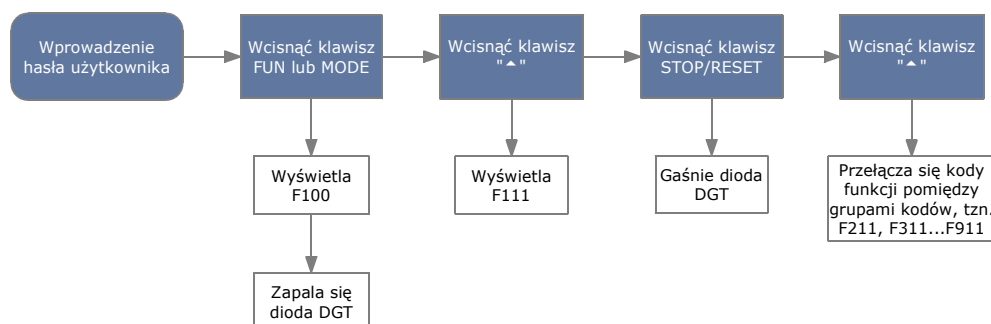 Wprowadzenie
hasła użytkownika
Wcisnąć klawisz
FUN lub MODE
Wcisnąć klawisz
"▲"
Wcisnąć klawisz
STOP/RESET
Wcisnąć klawisz
"▲"
Wyświetla
F100
Wyświetla
F111
Gaśnie dioda
DGT
Przełącza się kody
funkcji pomiędzy
grupami kodów, tzn.
F211, F311...F911
Zapala się
dioda DGT